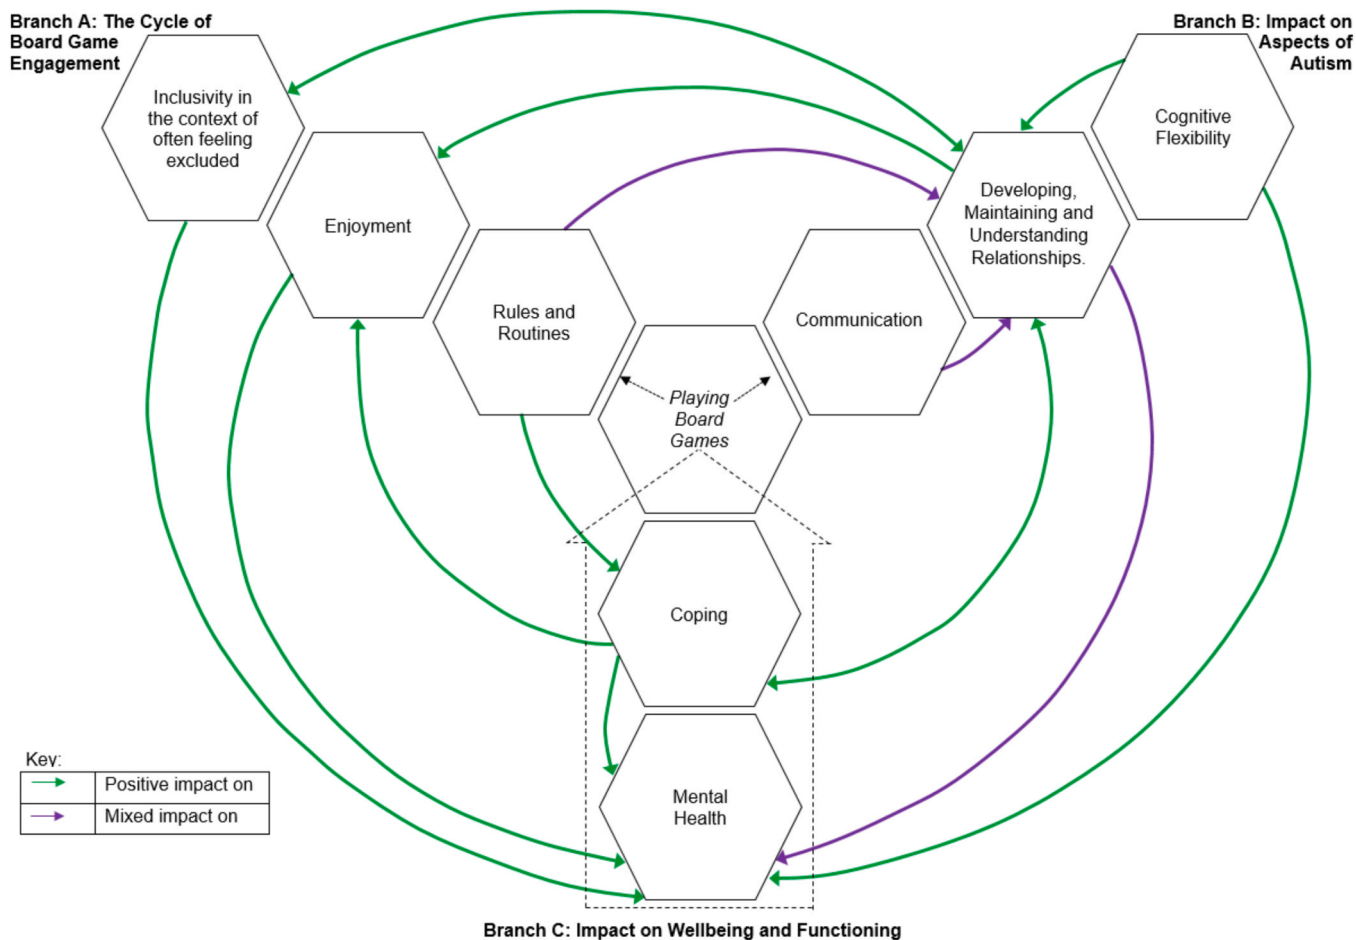 Branch A: The Cycle of
Board Game
Engagement
Branch B: Impact on
Aspects of
Autism
Inclusivity in
the context of
often feeling
excluded
Cognitive
Flexibility
Enjoyment
Developing,
Maintaining and
Understanding
Relationships.
Rules and
Routines
Communication
Playing
Board
Games
Coping
Mental
Health
Key:
Positive impact on
Mixed impact on
Branch C: Impact on Wellbeing and Functioning